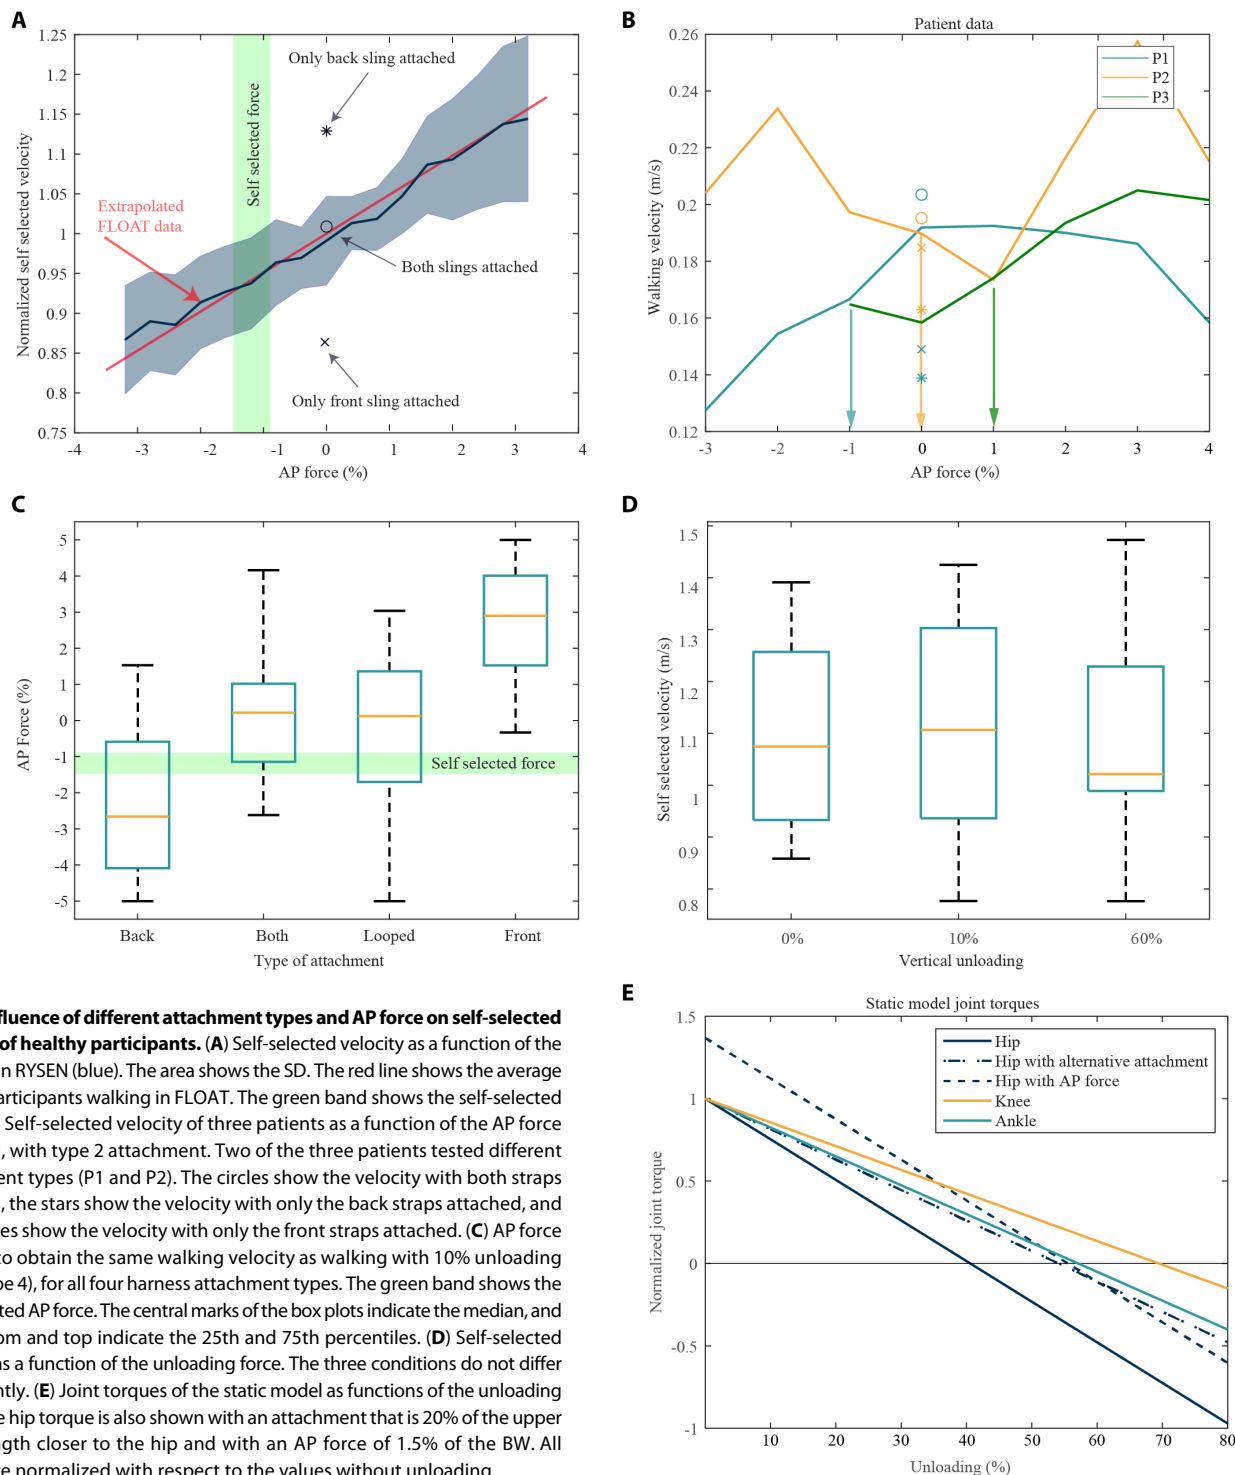 A
1.25
1.2
1.15
1.1
1.05
1
0.95
0.9
0.85
0.8
0.75
Normalized self selected velocity
Self selected force
Only back sling attached
Extrapolated
FLOAT data
Both slings attached
Only front sling attached
-4 -3 -2 -1 0 1 2 3 4
AP force (%)
B
Patient data
0.26
0.24
0.22
0.2
0.18
0.16
0.14
0.12
Walking velocity (m/s)
P1
P2
P3
-3 -2 -1 0 1 2 3 4
AP force (%)
C
5
4
3
2
1
0
-1
-2
-3
-4
-5
AP Force (%)
Self selected force
Back Both Looped Front
Type of attachment
D
1.5
1.4
1.3
1.2
1.1
1
0.9
0.8
Self selected velocity (m/s)
0% 10% 60%
Vertical unloading
fluence of different attachment types and AP force on self-selected
of healthy participants. (A) Self-selected velocity as a function of the
in RYSEN (blue). The area shows the SD. The red line shows the average
articipants walking in FLOAT. The green band shows the self-selected
Self-selected velocity of three patients as a function of the AP force
, with type 2 attachment. Two of the three patients tested different
ent types (P1 and P2). The circles show the velocity with both straps
, the stars show the velocity with only the back straps attached, and
es show the velocity with only the front straps attached. (C) AP force
to obtain the same walking velocity as walking with 10% unloading
pe 4), for all four harness attachment types. The green band shows the
ted AP force. The central marks of the box plots indicate the median, and
om and top indicate the 25th and 75th percentiles. (D) Self-selected
as a function of the unloading force. The three conditions do not differ
ntly. (E) Joint torques of the static model as functions of the unloading
e hip torque is also shown with an attachment that is 20% of the upper
ngth closer to the hip and with an AP force of 1.5% of the BW. All
re normalized with respect to the values without unloading.
E
Static model joint torques
1.5
1
0.5
0
-0.5
-1
Normalized joint torque
Hip
Hip with alternative attachment
Hip with AP force
Knee
Ankle
10 20 30 40 50 60 70 80
Unloading (%)